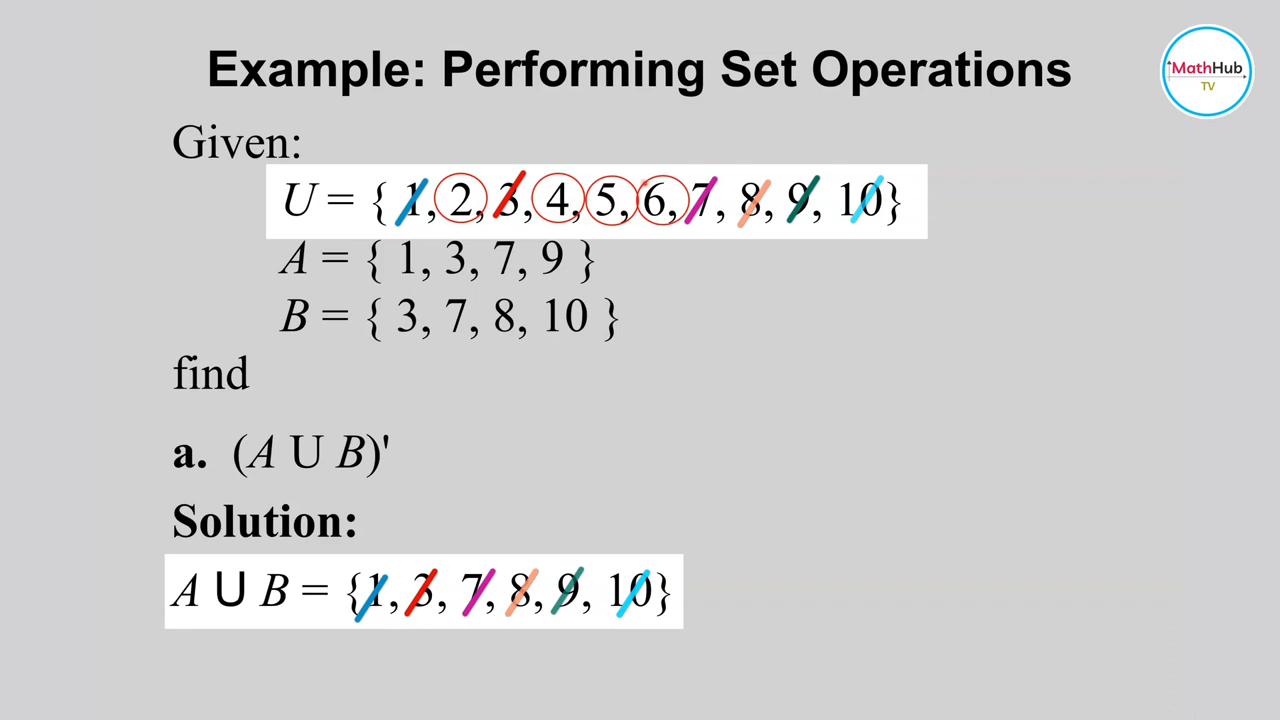 Example: Performing Set Operations
MathHub
TV
Given:
U = { 1, 2, 3, 4, 5, 6, 7, 8, 9, 10}
A = { 1, 3, 7, 9 }
B = { 3, 7, 8, 10 }
find
a. (A U B)'
Solution:
A ∪ B = {1, 3, 7, 8, 9, 10}